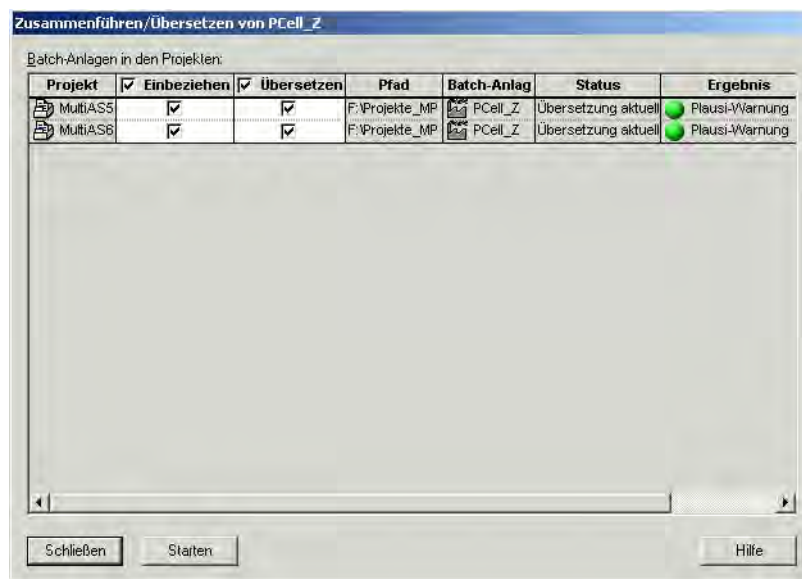 Zusammenführen/Übersetzen von PCell_Z
Batch-Anlagen in den Projekten:
Projekt Einbeziehen Übersetzen Pfad Batch-Anlag Status Ergebnis
MultiAS5 F:\Projekte_MP PCell_Z Übersetzung aktuell Plausi-Warnung
MultiAS6 F:\Projekte_MP PCell_Z Übersetzung aktuell Plausi-Warnung
Schließen Starten Hilfe